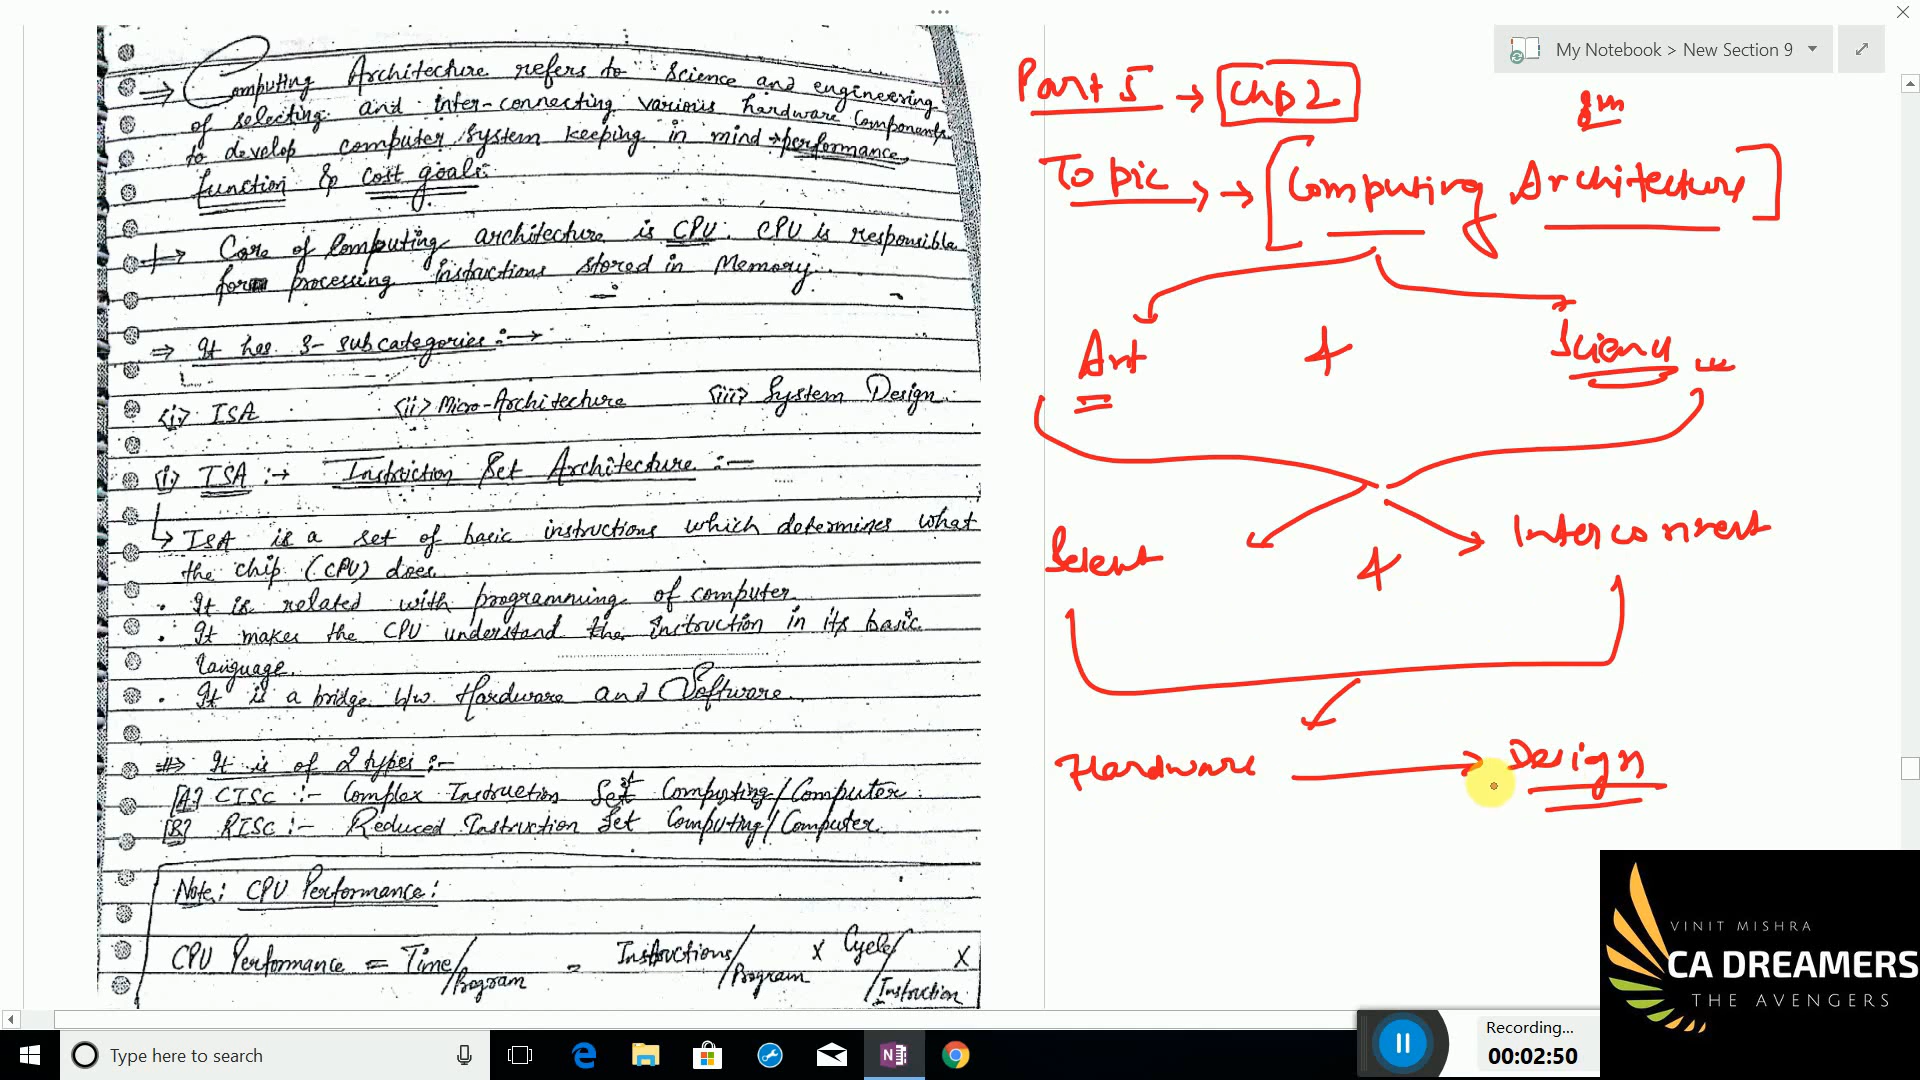 ⇒ Computing Architecture refers to science and engineering
of selecting and inter-connecting various hardware components
to develop computer system keeping in mind → performance,
function & cost goals.
⇒ Core of Computing architecture is CPU. CPU is responsible
for processing instructions stored in Memory.
⇒ It has 3- subcategories :→
(i) ISA (ii) Micro-Architecture (iii) System Design.
(i) ISA :→ Instruction Set Architecture :—
ISA is a set of basic instructions which determines what
the chip (CPU) does.
• It is related with programming of computer.
• It makes the CPU understand the instruction in its basic
language.
• It is a bridge b/w Hardware and Software.
⇒ It is of 2 types :-
[A] CISC :- Complex Instruction Set Computing/Computer
[B] RISC :- Reduced Instruction Set Computing/Computer
Note: CPU Performance:
CPU Performance = Time/Program = Instructions/Program X Cycle/Instruction X
My Notebook > New Section 9
Part 5 → Chp 2
Topic → [Computing Architecture]
Art + Science
Select + Interconnect
Hardware → Design
VINIT MISHRA
CA DREAMERS
THE AVENGERS
Type here to search
Recording...
00:02:50